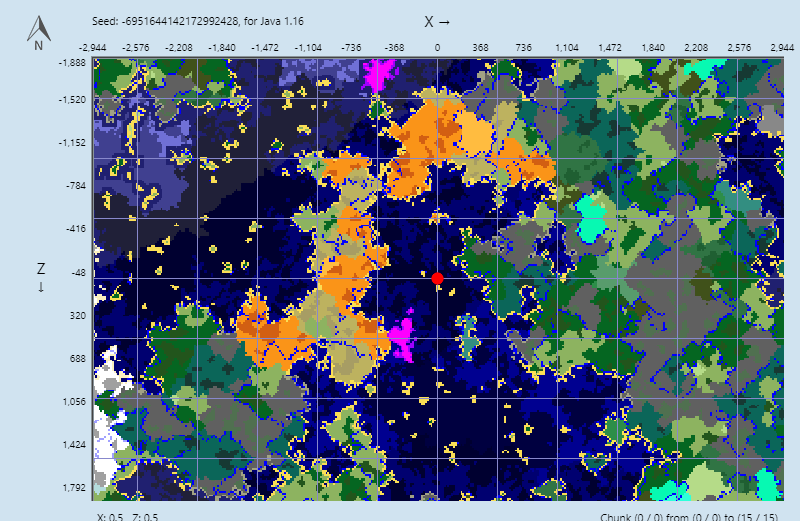 Seed: -6951644142172992428, for Java 1.16
X →
N
-2,944 -2,576 -2,208 -1,840 -1,472 -1,104 -736 -368 0 368 736 1,104 1,472 1,840 2,208 2,576 2,944
-1.888
-1,520
-1,152
-784
-416
-48
Z
↓
320
688
1,056
1,424
1,792
X: 0.5 Z: 0.5
Chunk (0 / 0) from (0 / 0) to (15 / 15)